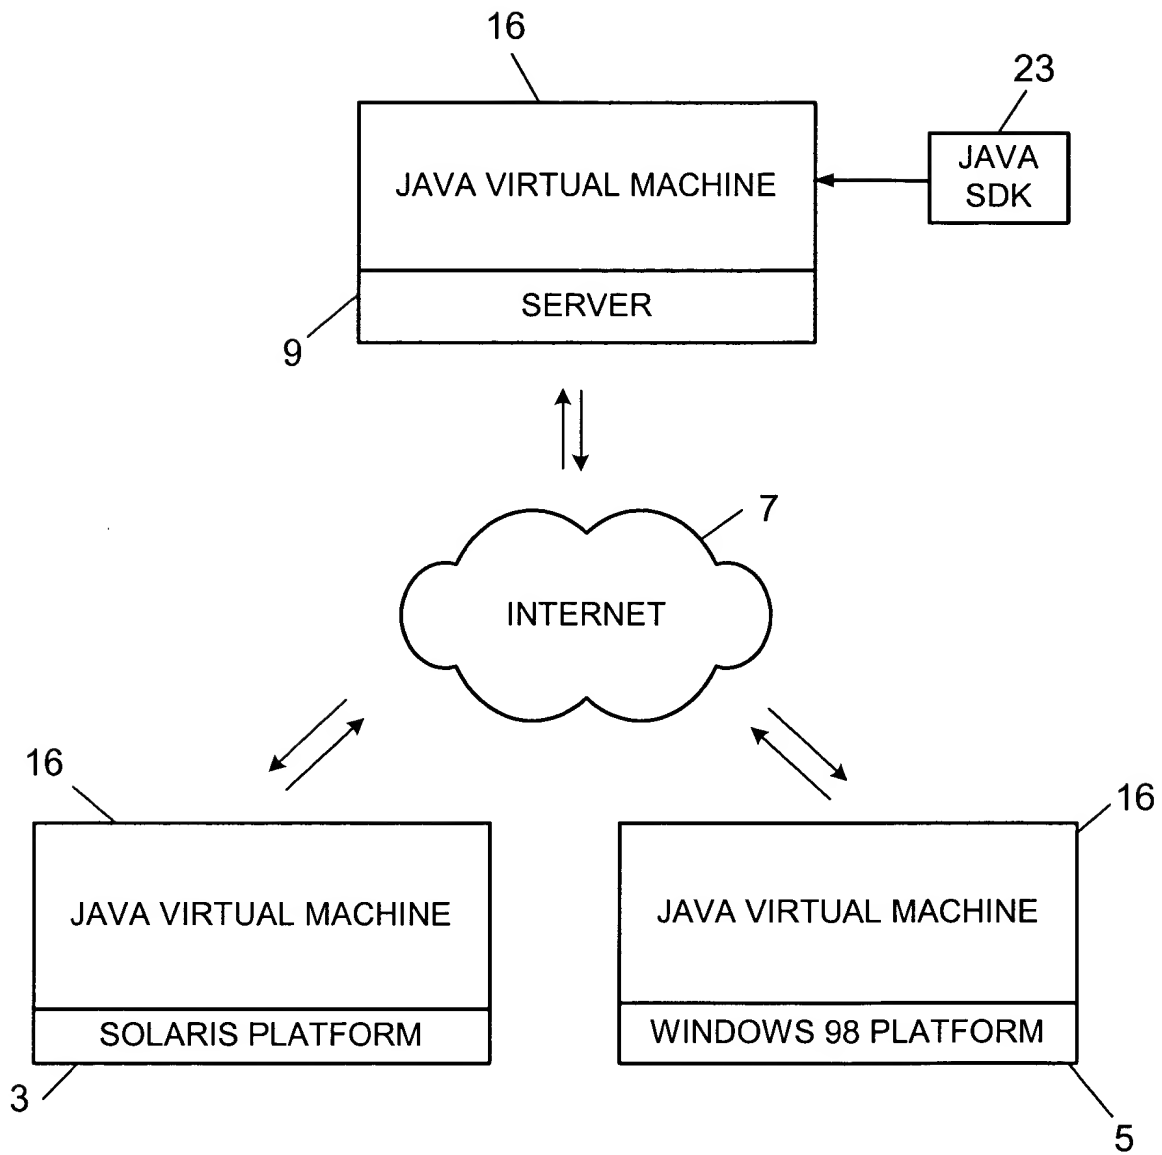 16
23
JAVA VIRTUAL MACHINE
JAVA
SDK
SERVER
9
7
INTERNET
16
16
JAVA VIRTUAL MACHINE
JAVA VIRTUAL MACHINE
SOLARIS PLATFORM
WINDOWS 98 PLATFORM
3
5